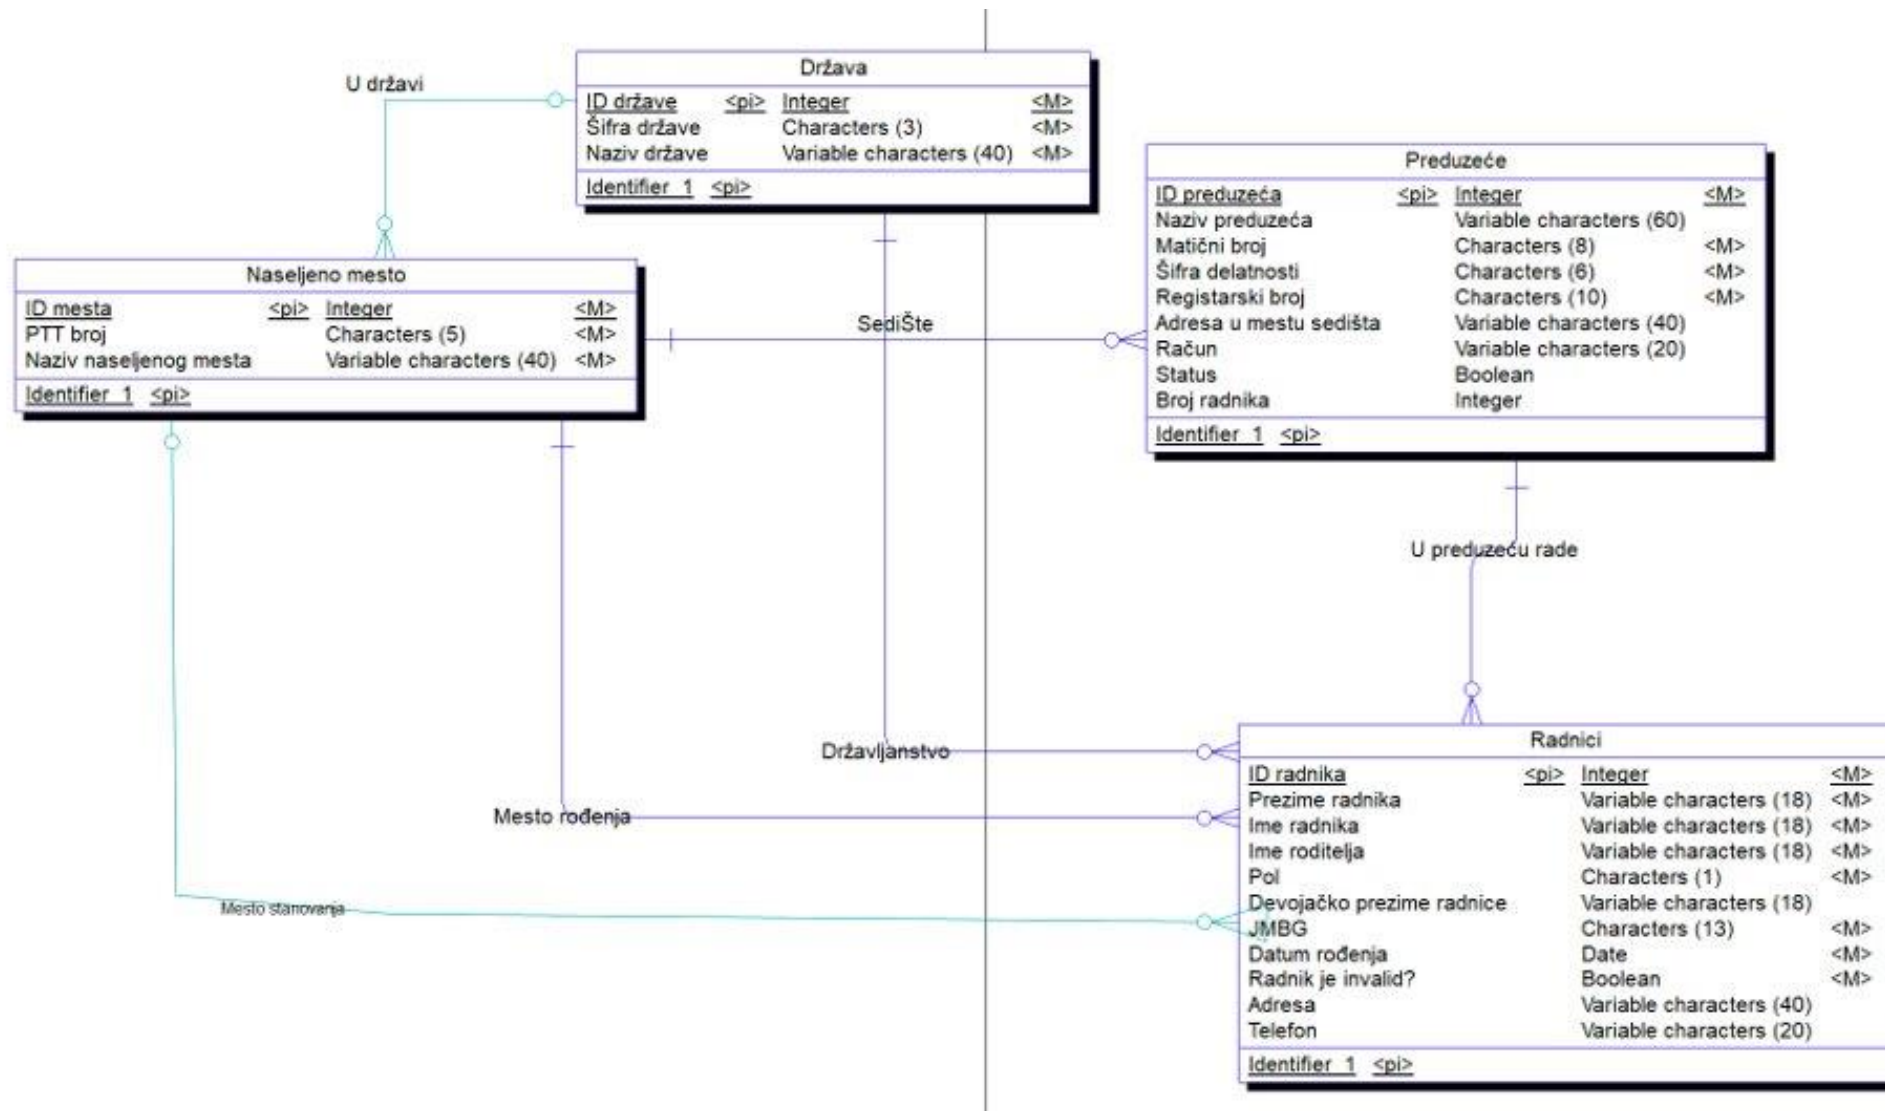 U državi
Država
ID države <pi> Integer <M>
Šifra države Characters (3) <M>
Naziv države Variable characters (40) <M>
Identifier_1 <pi>
Preduzeće
ID preduzeća <pi> Integer <M>
Naziv preduzeća Variable characters (60)
Matični broj Characters (8) <M>
Šifra delatnosti Characters (6) <M>
Registarski broj Characters (10) <M>
Adresa u mestu sedišta Variable characters (40)
Račun Variable characters (20)
Status Boolean
Broj radnika Integer
Identifier_1 <pi>
Naseljeno mesto
ID mesta <pi> Integer <M>
PTT broj Characters (5) <M>
Naziv naseljenog mesta Variable characters (40) <M>
Identifier_1 <pi>
SediŠte
U preduzeću rade
Državljanstvo
Mesto rođenja
Mesto stanovanja
Radnici
ID radnika <pi> Integer <M>
Prezime radnika Variable characters (18) <M>
Ime radnika Variable characters (18) <M>
Ime roditelja Variable characters (18) <M>
Pol Characters (1) <M>
Devojačko prezime radnice Variable characters (18)
JMBG Characters (13) <M>
Datum rođenja Date <M>
Radnik je invalid? Boolean <M>
Adresa Variable characters (40)
Telefon Variable characters (20)
Identifier_1 <pi>